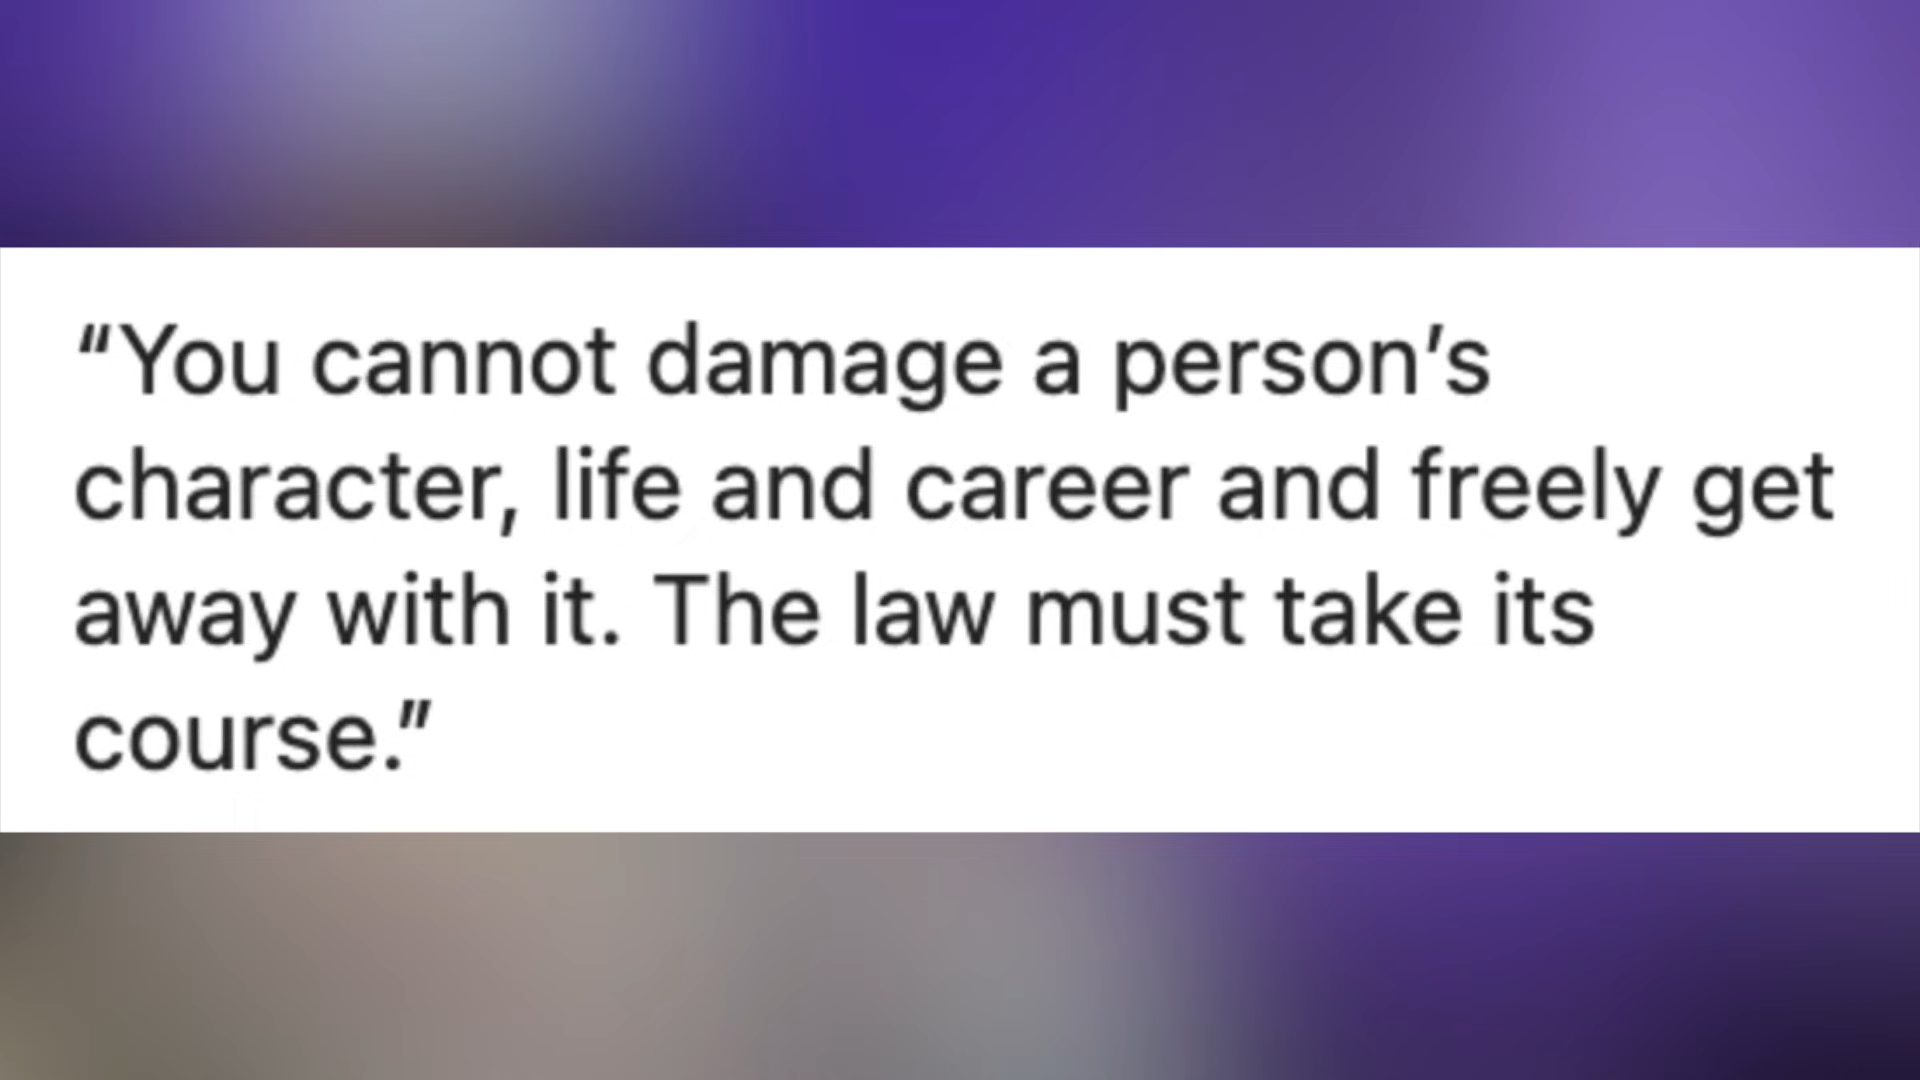 “You cannot damage a person’s
character, life and career and freely get
away with it. The law must take its
course.”